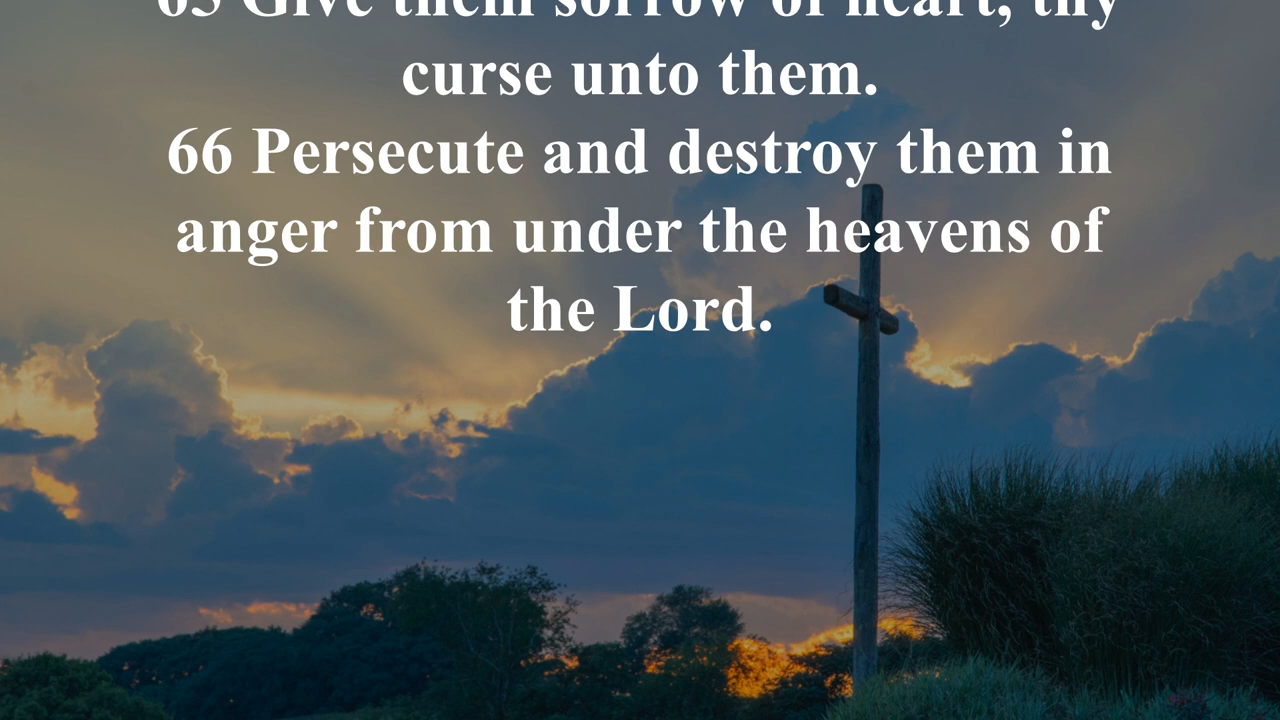 65 Give them sorrow of heart, thy
curse unto them.
66 Persecute and destroy them in
anger from under the heavens of
the Lord.